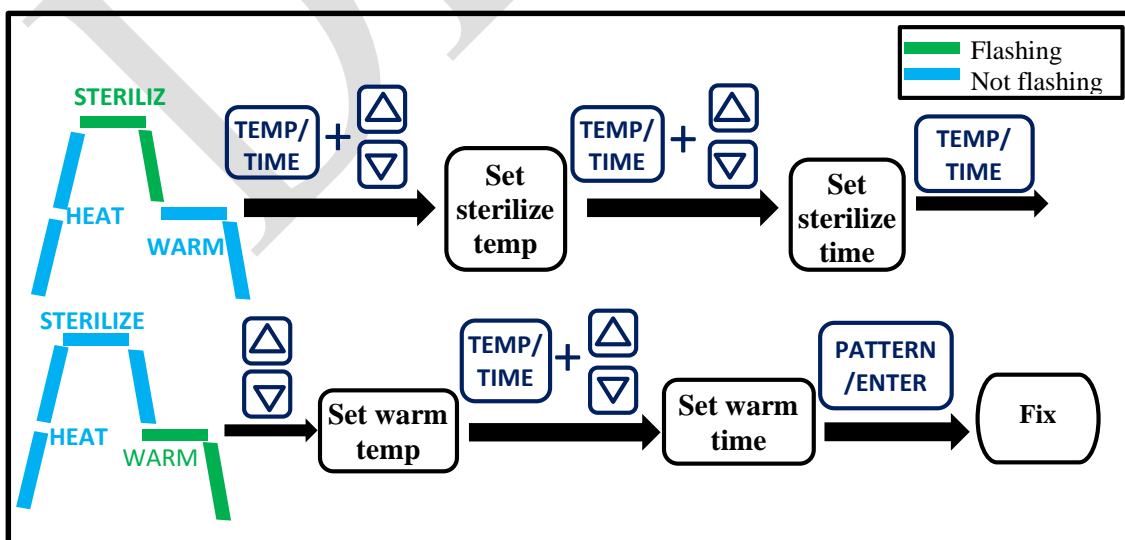 Flashing
Not flashing
STERILIZ
HEAT
WARM
TEMP/
TIME
+
Set
sterilize
temp
TEMP/
TIME
+
Set
sterilize
time
TEMP/
TIME
STERILIZE
HEAT
WARM
Set warm
temp
TEMP/
TIME
+
Set warm
time
PATTERN
/ENTER
Fix